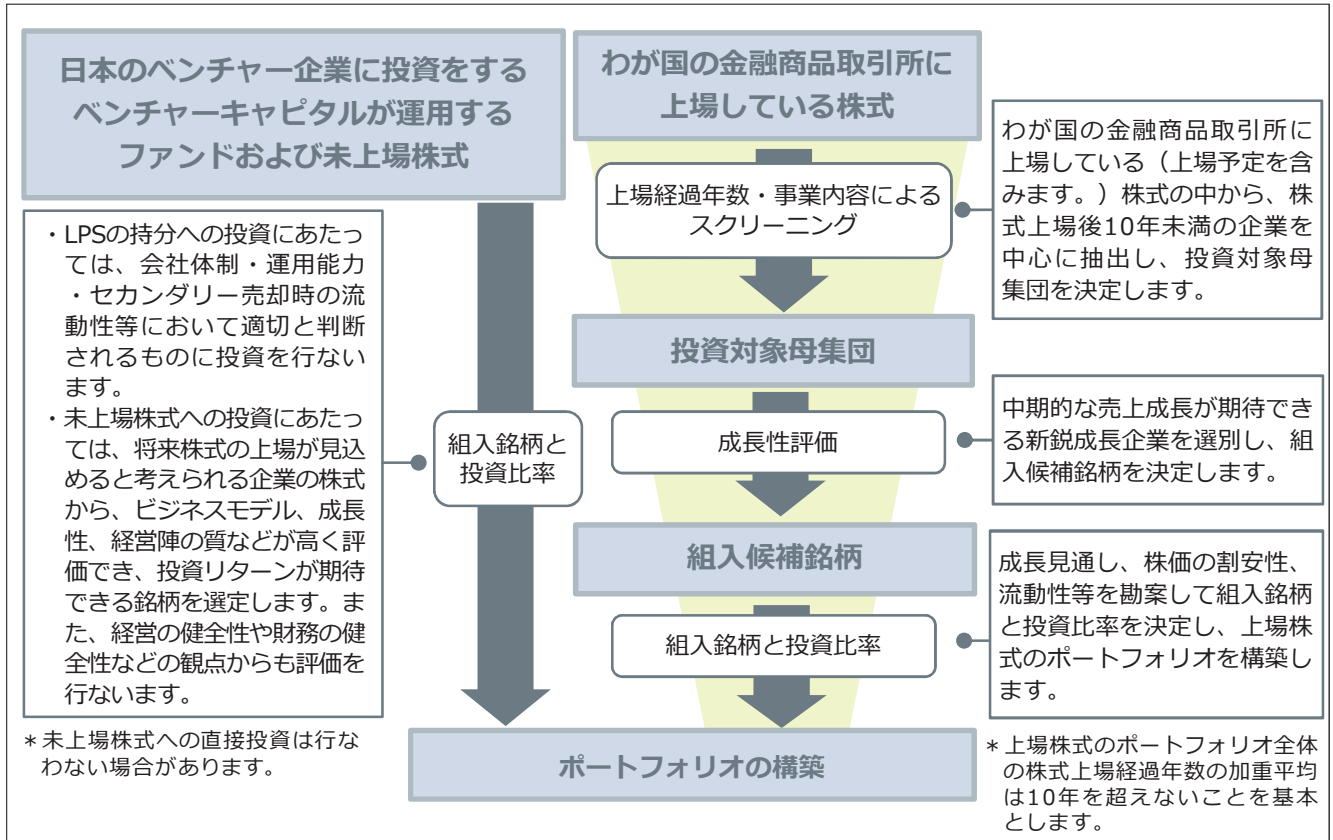 日本のベンチャー企業に投資をする
ベンチャーキャピタルが運用する
ファンドおよび未上場株式
・LPSの持分への投資にあたっ
ては、会社体制・運用能力
・セカンダリー売却時の流
動性等において適切と判断
されるものに投資を行ない
ます。
・未上場株式への投資にあたっ
ては、将来株式の上場が見込
めると考えられる企業の株式
から、ビジネスモデル、成長
性、経営陣の質などが高く評
価でき、投資リターンが期待
できる銘柄を選定します。ま
た、経営の健全性や財務の健
全性などの観点からも評価を
行ないます。
組入銘柄と
投資比率
＊未上場株式への直接投資は行な
わない場合があります。
わが国の金融商品取引所に
上場している株式
上場経過年数・事業内容による
スクリーニング
わが国の金融商品取引所に
上場している（上場予定を含
みます。）株式の中から、株
式上場後10年未満の企業を
中心に抽出し、投資対象母
集団を決定します。
投資対象母集団
成長性評価
中期的な売上成長が期待でき
る新鋭成長企業を選別し、組
入候補銘柄を決定します。
組入候補銘柄
組入銘柄と投資比率
成長見通し、株価の割安性、
流動性等を勘案して組入銘柄
と投資比率を決定し、上場株
式のポートフォリオを構築し
ます。
ポートフォリオの構築
＊上場株式のポートフォリオ全体
の株式上場経過年数の加重平均
は10年を超えないことを基本
とします。